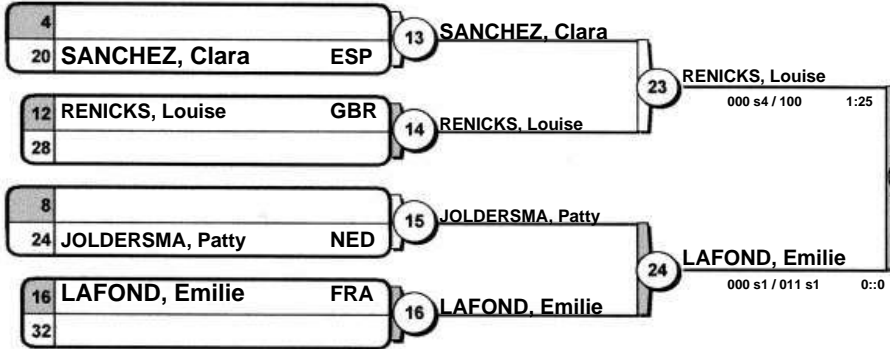 4
20 SANCHEZ, Clara ESP
13 SANCHEZ, Clara
12 RENICKS, Louise GBR
28
14 RENICKS, Louise
23 RENICKS, Louise
000 s4 / 100 1:25
8
24 JOLDERSMA, Patty NED
15 JOLDERSMA, Patty
16 LAFOND, Emilie FRA
32
16 LAFOND, Emilie
24 LAFOND, Emilie
000 s1 / 011 s1 0::0